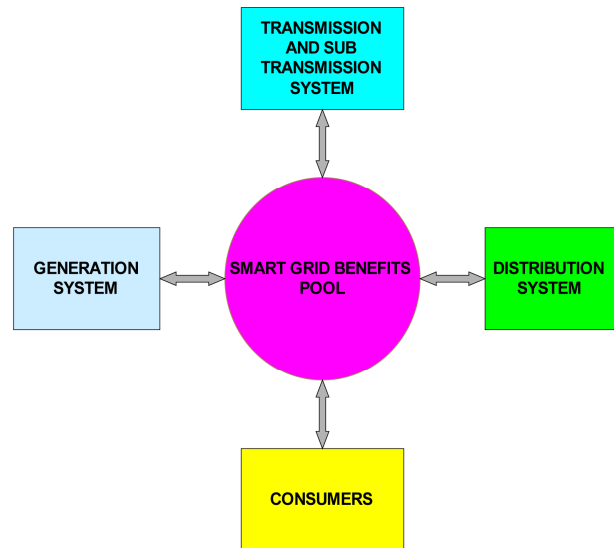 TRANSMISSION
AND SUB
TRANSMISSION
SYSTEM
GENERATION
SYSTEM
SMART GRID BENEFITS
POOL
DISTRIBUTION
SYSTEM
CONSUMERS